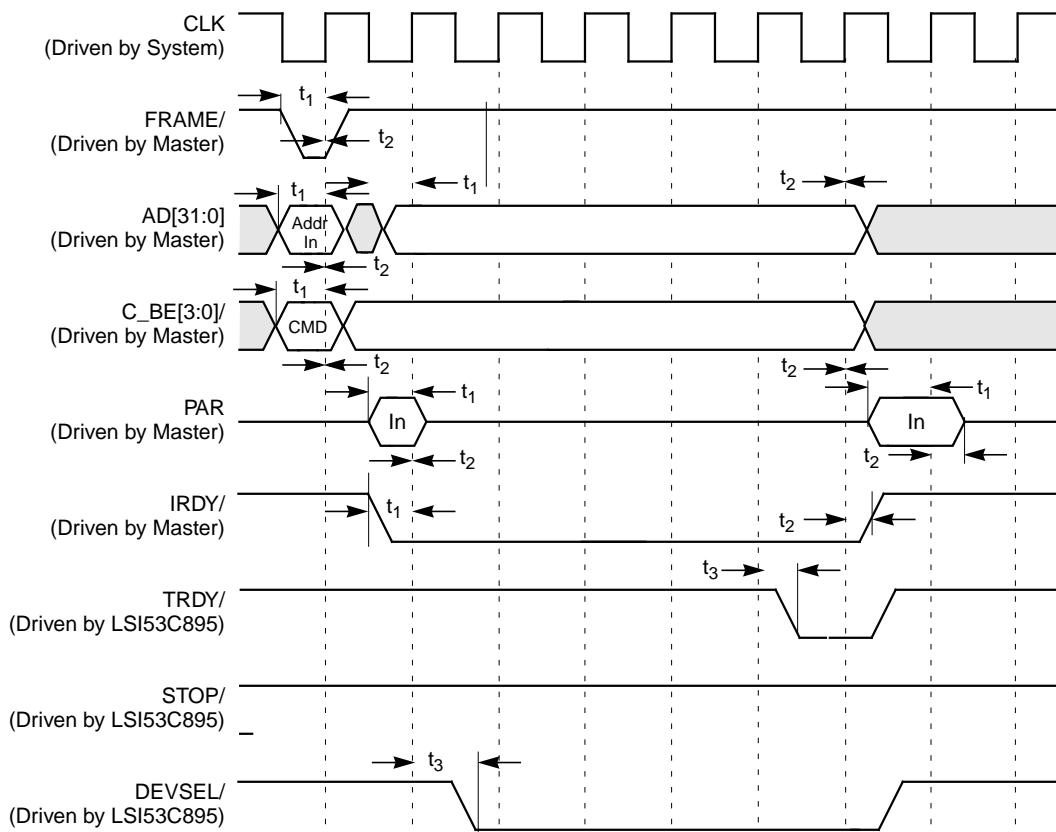 CLK
(Driven by System)
t1
FRAME/
(Driven by Master)
t2
t1
t1
t2
AD[31:0]
(Driven by Master)
Addr
In
t2
t1
C_BE[3:0]/
(Driven by Master)
CMD
t2
t2
t1
t1
PAR
(Driven by Master)
In
In
t2
t2
IRDY/
(Driven by Master)
t1
t2
t3
TRDY/
(Driven by LSI53C895)
STOP/
(Driven by LSI53C895)
t3
DEVSEL/
(Driven by LSI53C895)